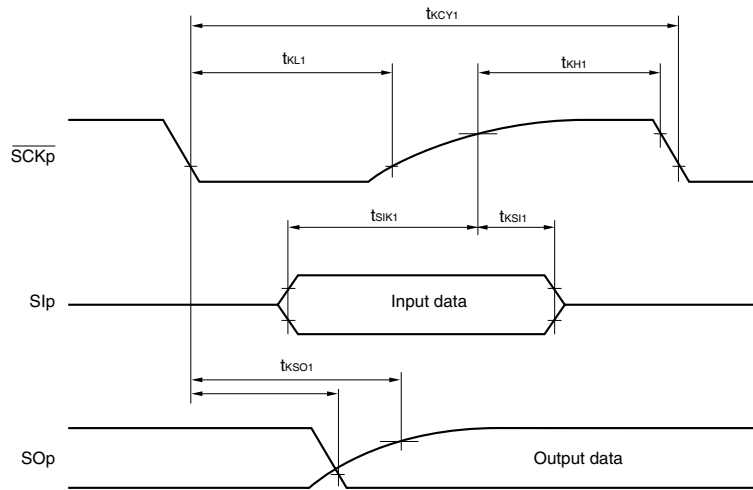 tKCY1
tKL1
tKH1
SCKp
tSIK1
tKSI1
SIp
Input data
tKSO1
SOp
Output data